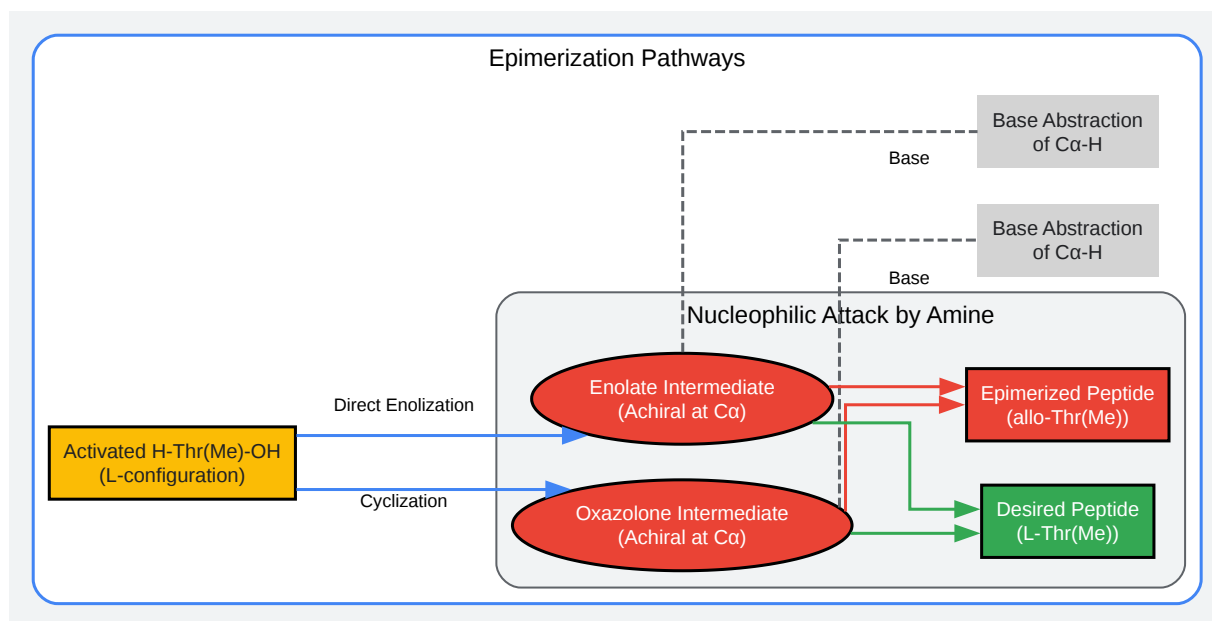 Epimerization Pathways
Base Abstraction
of Cα-H
Base
Base Abstraction
of Cα-H
Base
Nucleophilic Attack by Amine
Enolate Intermediate
(Achiral at Cα)
Epimerized Peptide
(allo-Thr(Me))
Direct Enolization
Activated H-Thr(Me)-OH
(L-configuration)
Cyclization
Oxazolone Intermediate
(Achiral at Cα)
Desired Peptide
(L-Thr(Me))